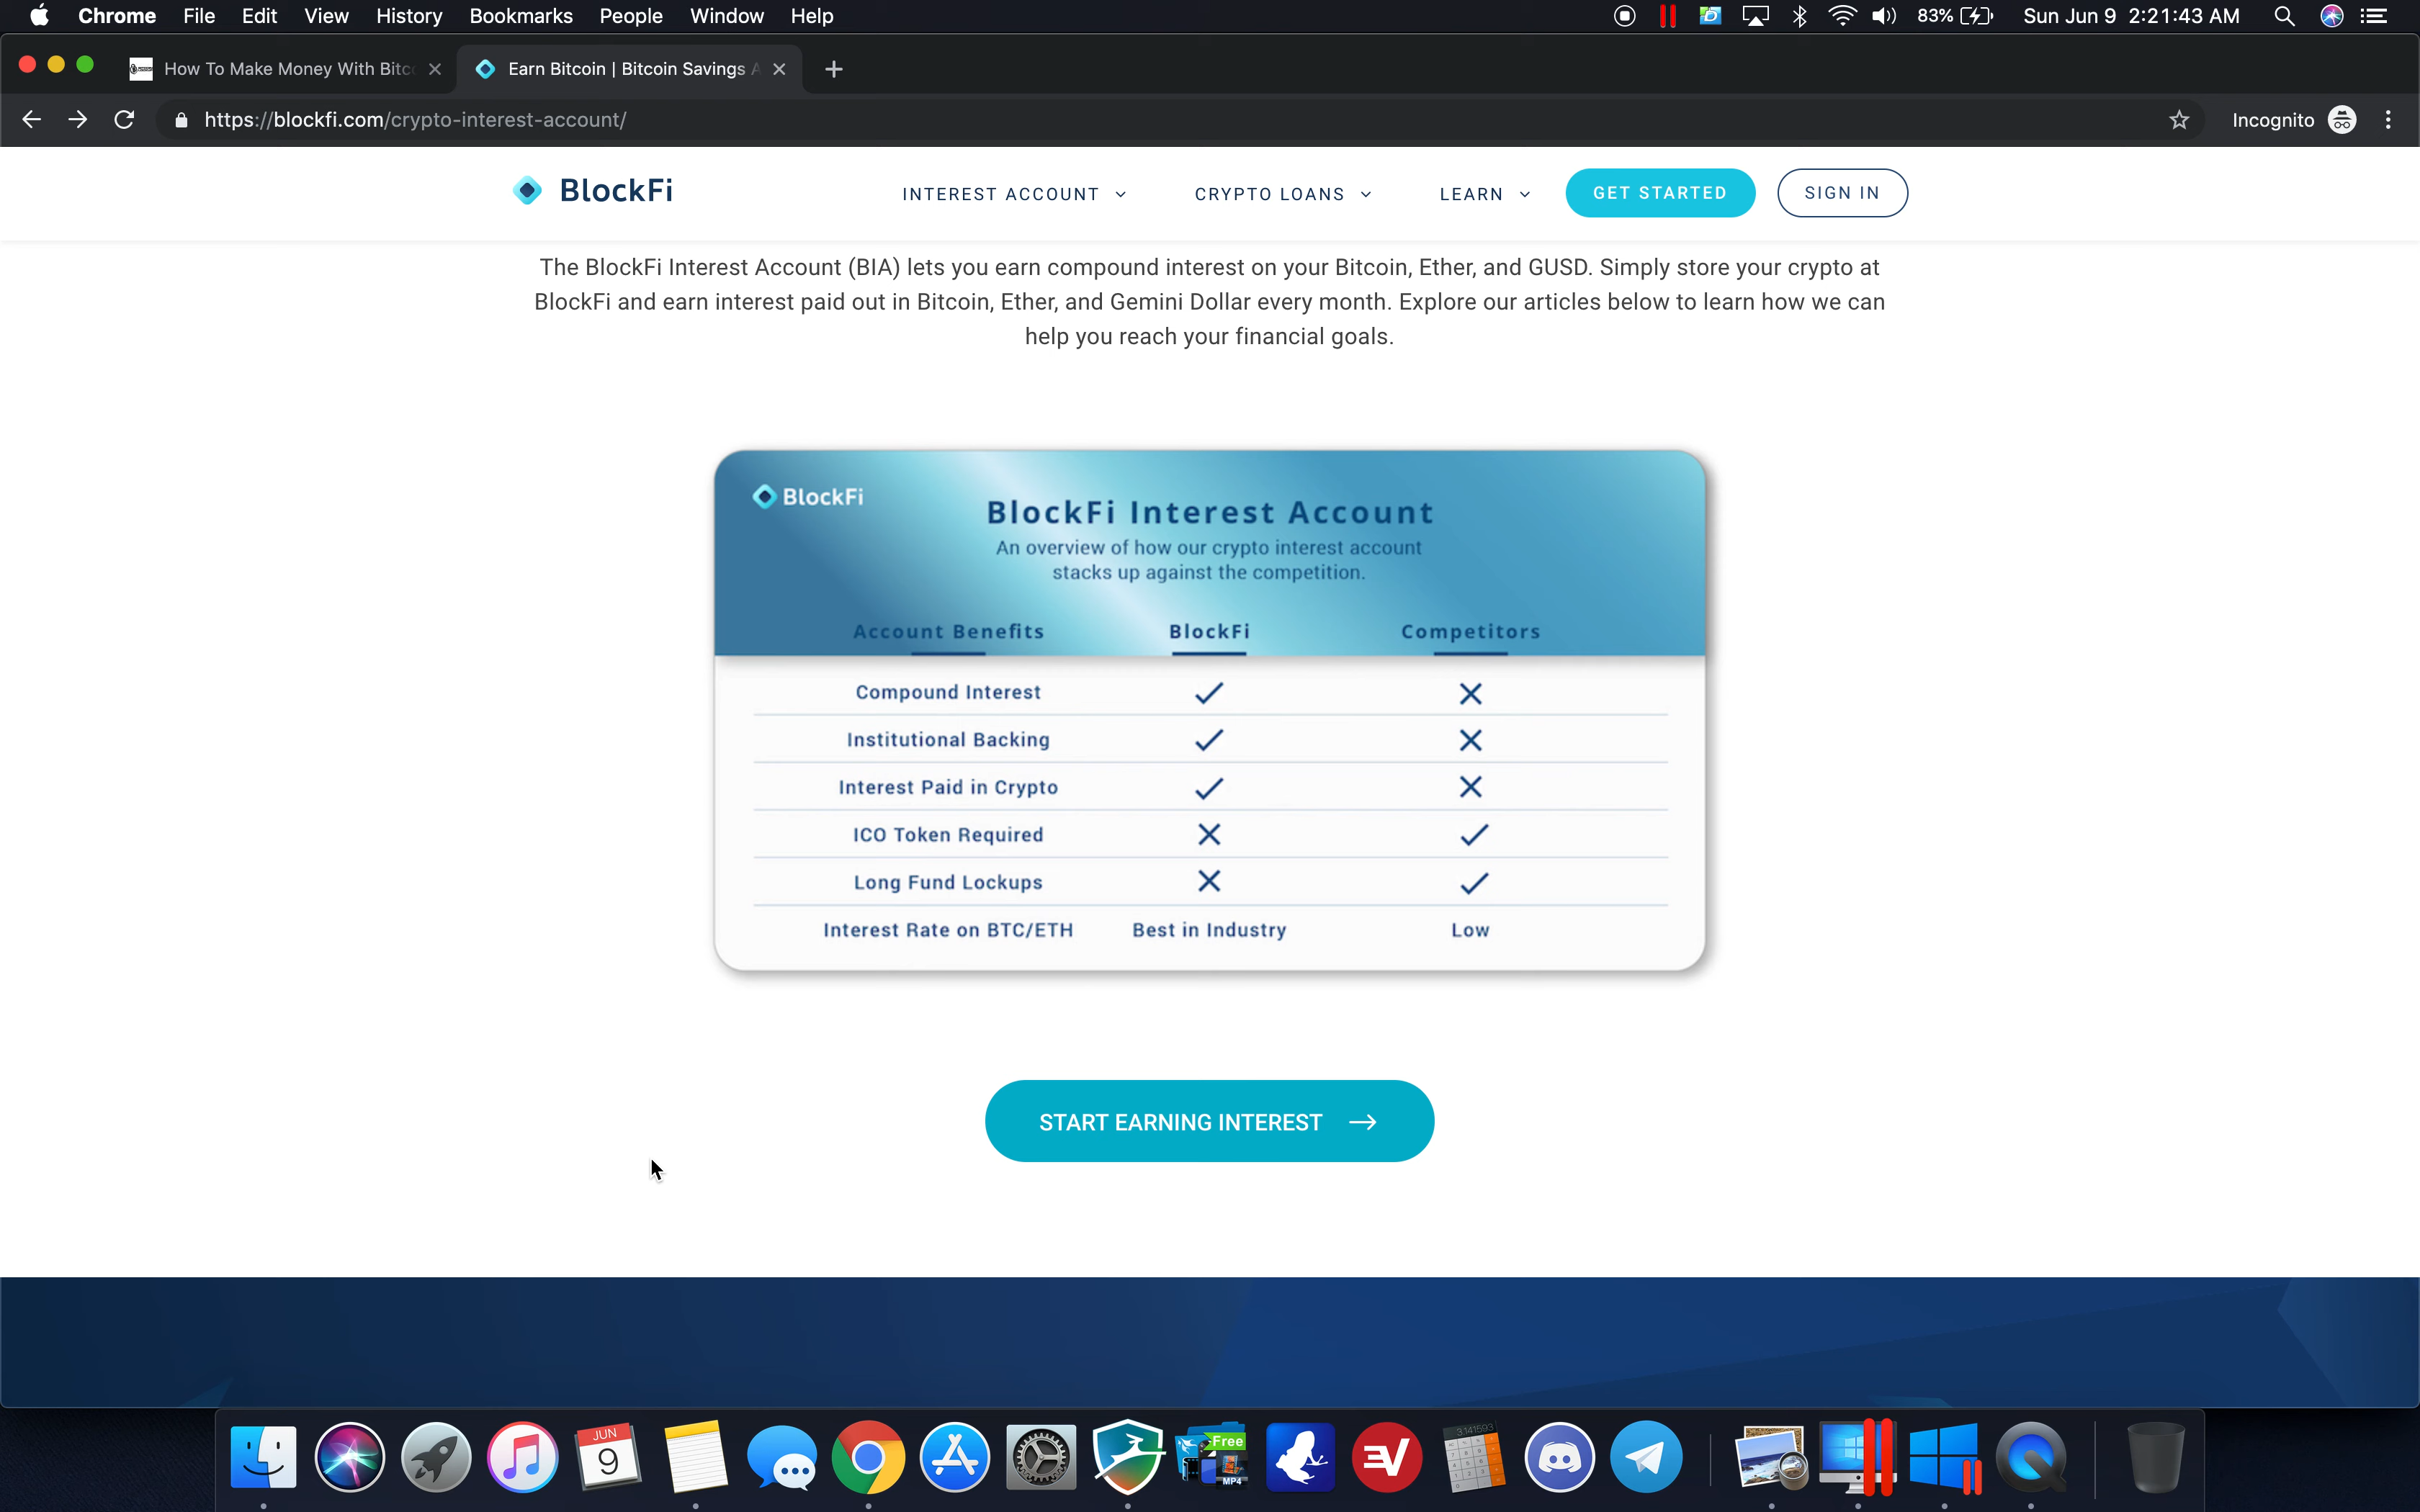 Chrome File Edit View History Bookmarks People Window Help 83% Sun Jun 9 2:21:43 AM
How To Make Money With Bitc Earn Bitcoin | Bitcoin Savings A
https://blockfi.com/crypto-interest-account/ Incognito
BlockFi INTEREST ACCOUNT CRYPTO LOANS LEARN GET STARTED SIGN IN
The BlockFi Interest Account (BIA) lets you earn compound interest on your Bitcoin, Ether, and GUSD. Simply store your crypto at
BlockFi and earn interest paid out in Bitcoin, Ether, and Gemini Dollar every month. Explore our articles below to learn how we can
help you reach your financial goals.
BlockFi
BlockFi Interest Account
An overview of how our crypto interest account
stacks up against the competition.
Account Benefits BlockFi Competitors
Compound Interest
Institutional Backing
Interest Paid in Crypto
ICO Token Required
Long Fund Lockups
Interest Rate on BTC/ETH Best in Industry Low
START EARNING INTEREST
JUN
9
Free
MP4
EV
3.141593